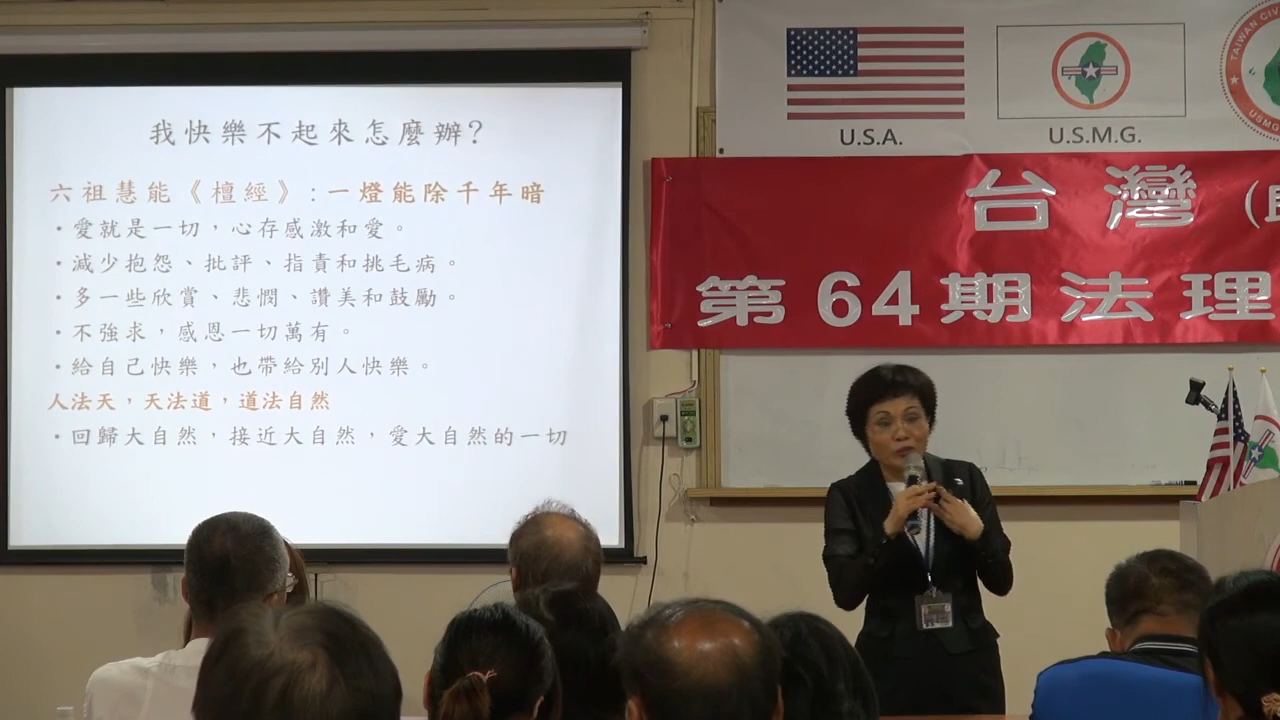 我快樂不起來怎麼辦?
六祖慧能《檀經》:一燈能除千年暗
・愛就是一切,心存感激和愛。
・減少抱怨、批評、指責和挑毛病。
・多一些欣賞、悲憫、讚美和鼓勵。
・不強求,感恩一切萬有。
・給自己快樂,也帶給別人快樂。
人法天,天法道,道法自然
・回歸大自然,接近大自然,愛大自然的一切
U.S.A.
U.S.M.G.
TAIWAN CIV
USMG
台灣
第64期法理